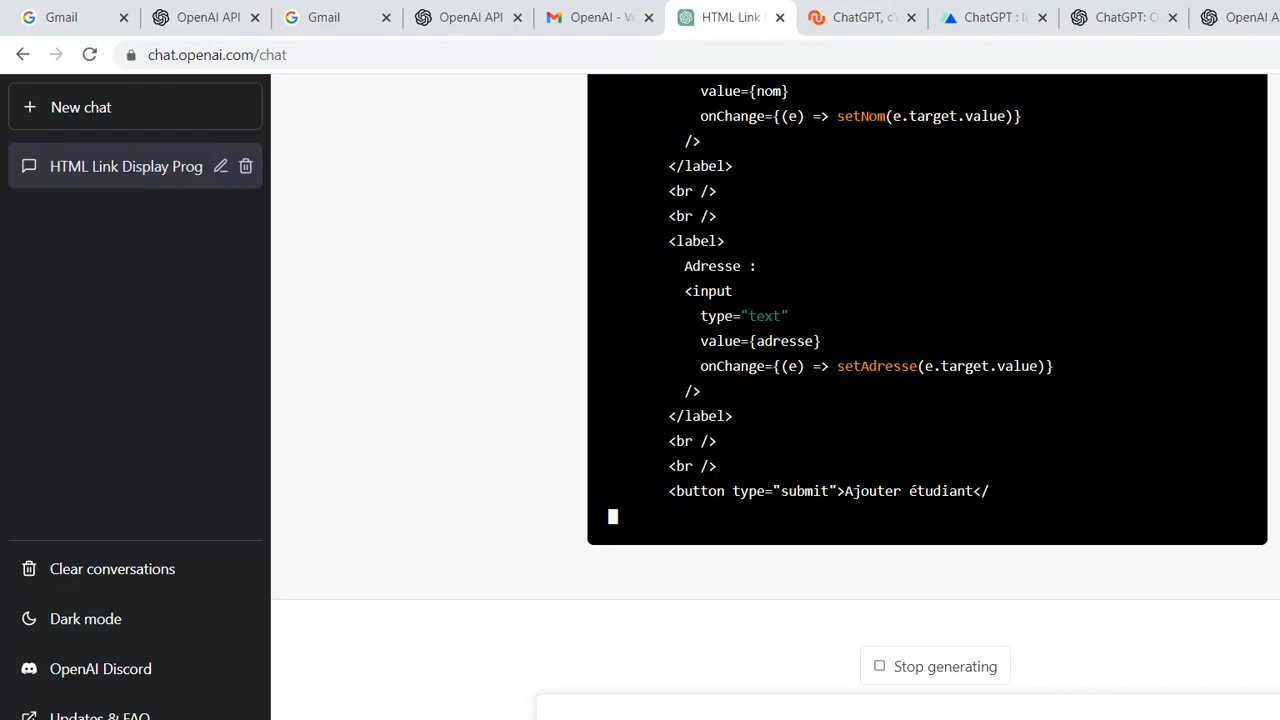 Gmail
OpenAI API
Gmail
OpenAI API
OpenAI - Ve
HTML Link
ChatGPT, c'
ChatGPT : l
ChatGPT: O
OpenAI A
chat.openai.com/chat
New chat
HTML Link Display Prog
Clear conversations
Dark mode
OpenAI Discord
Updates & FAQ
value={nom}
onChange={(e) => setNom(e.target.value)}
/>
</label>
<br />
<br />
<label>
Adresse :
<input
type="text"
value={adresse}
onChange={(e) => setAdresse(e.target.value)}
/>
</label>
<br />
<br />
<button type="submit">Ajouter étudiant</
Stop generating